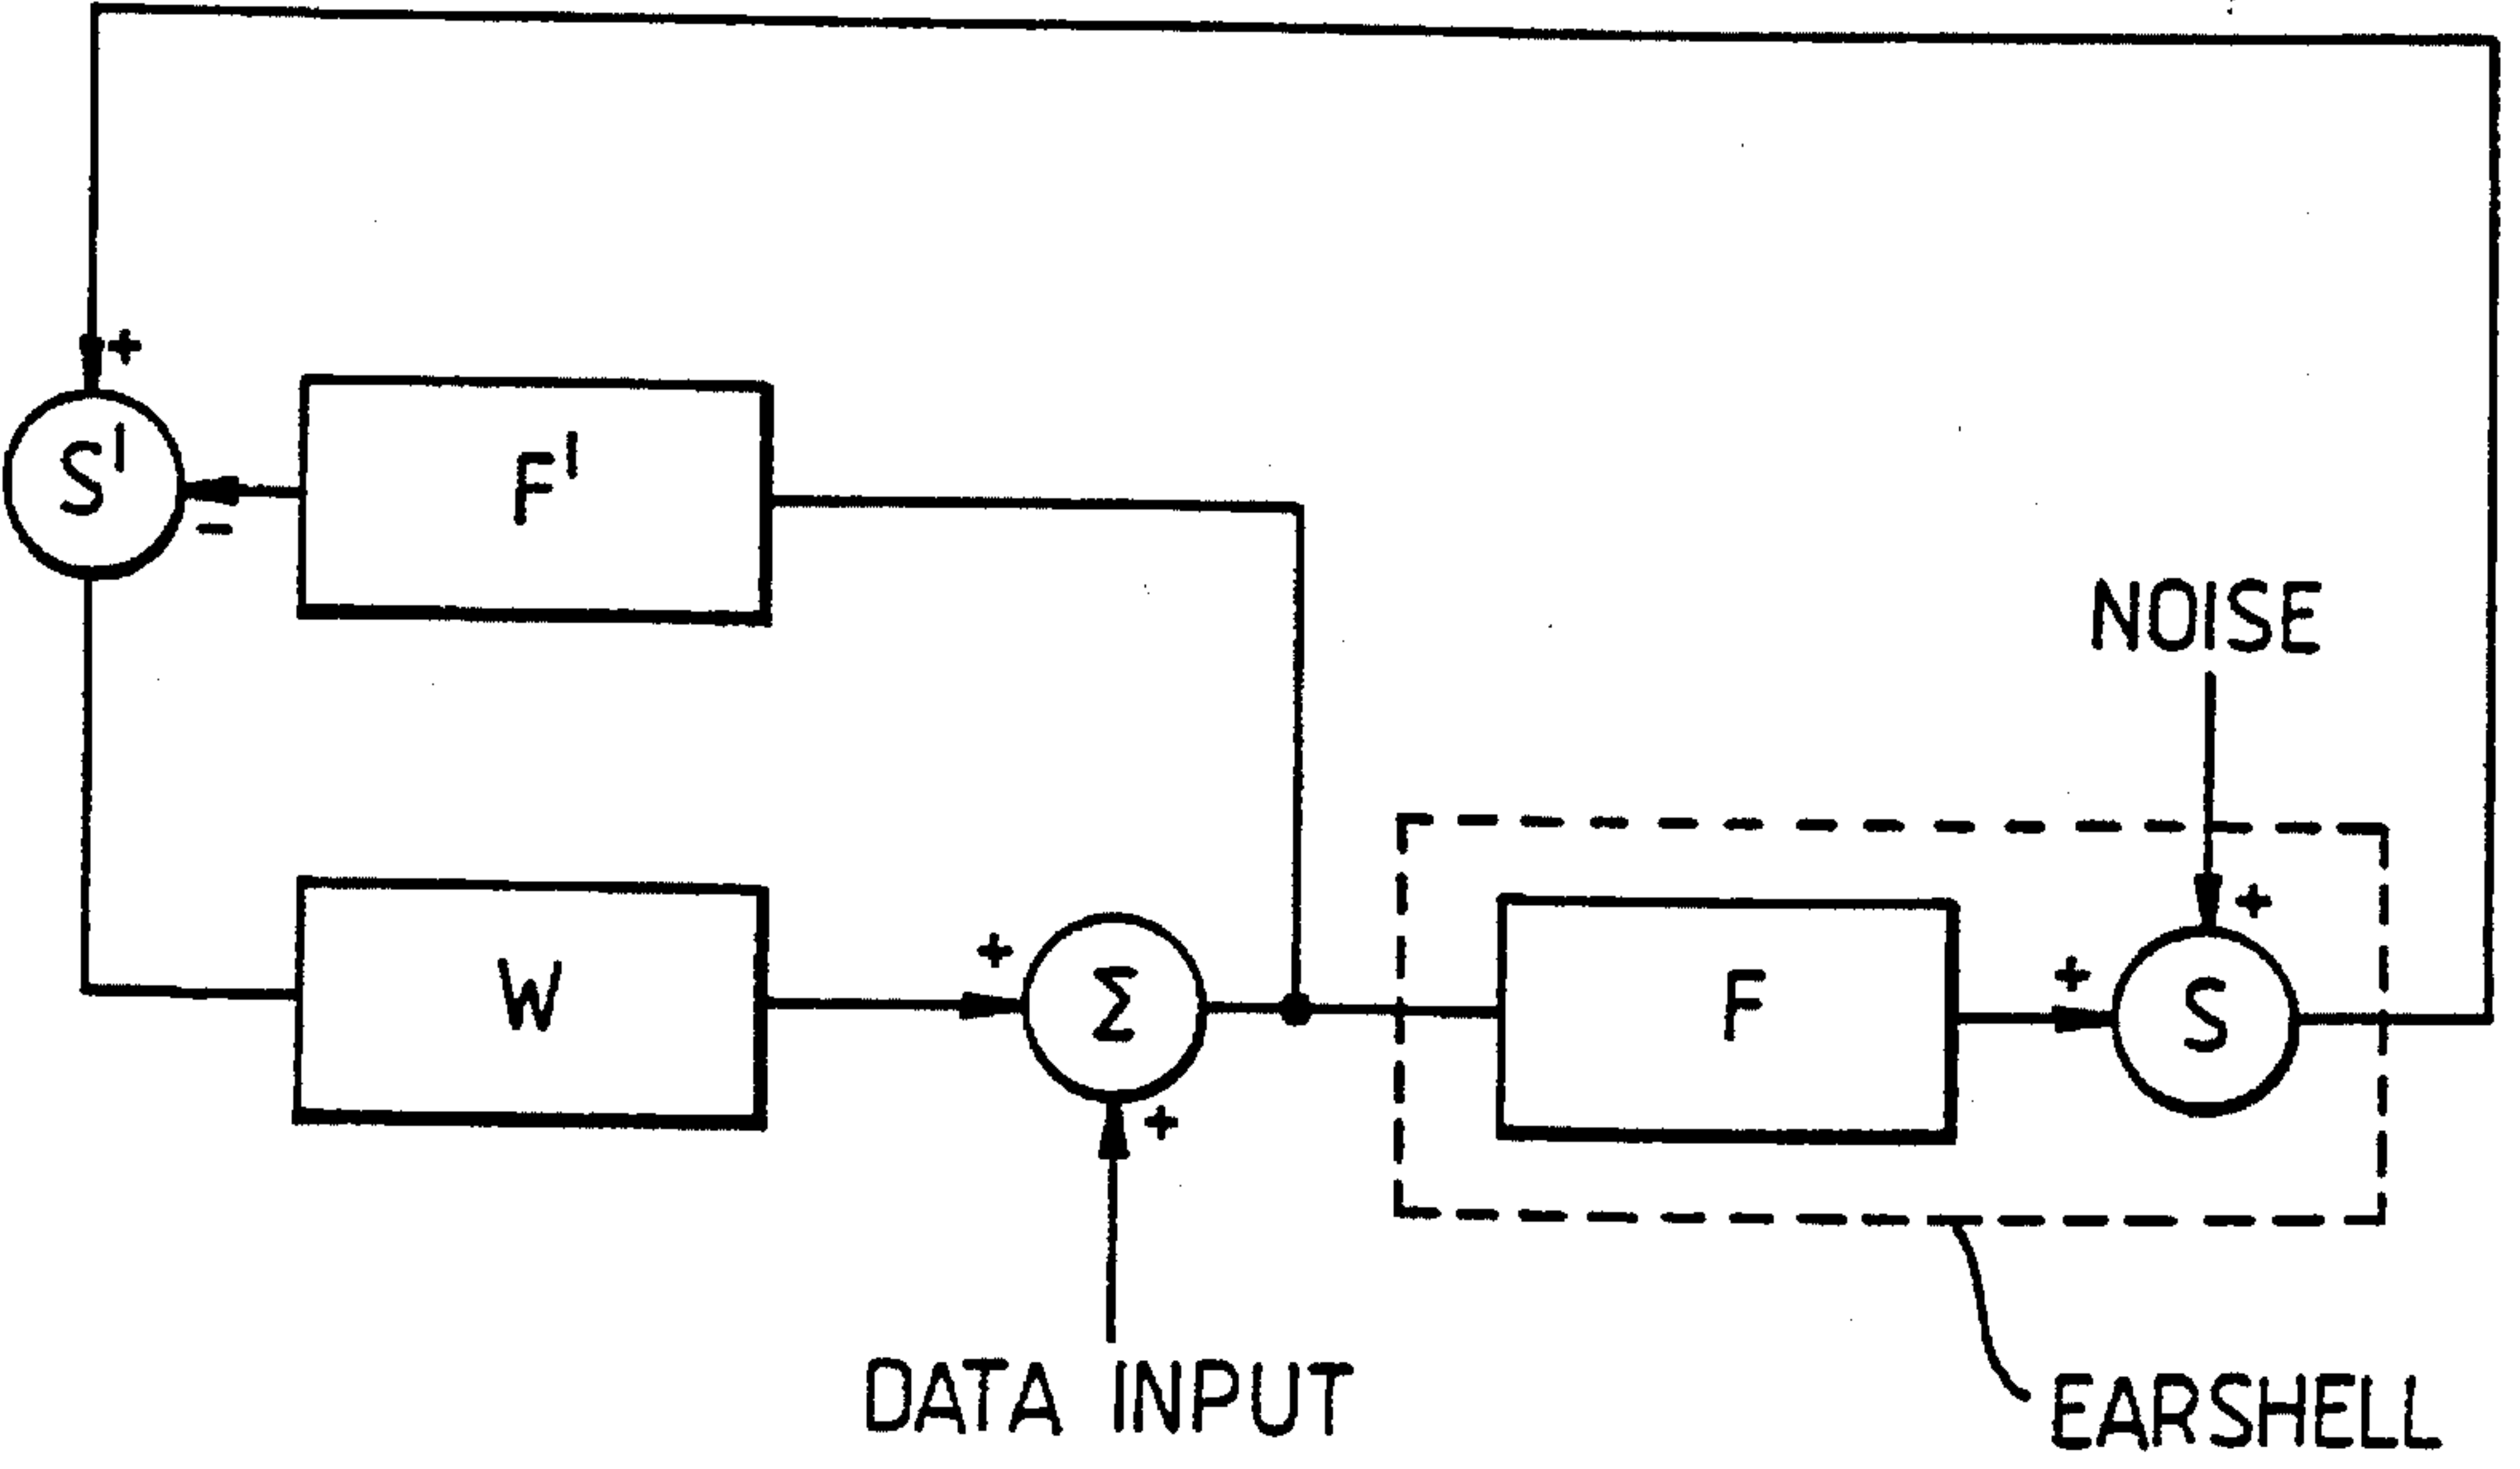 +
S'
F'
-
NOISE
W
+
Σ
+
F
+
+
S
DATA INPUT
EARSHELL